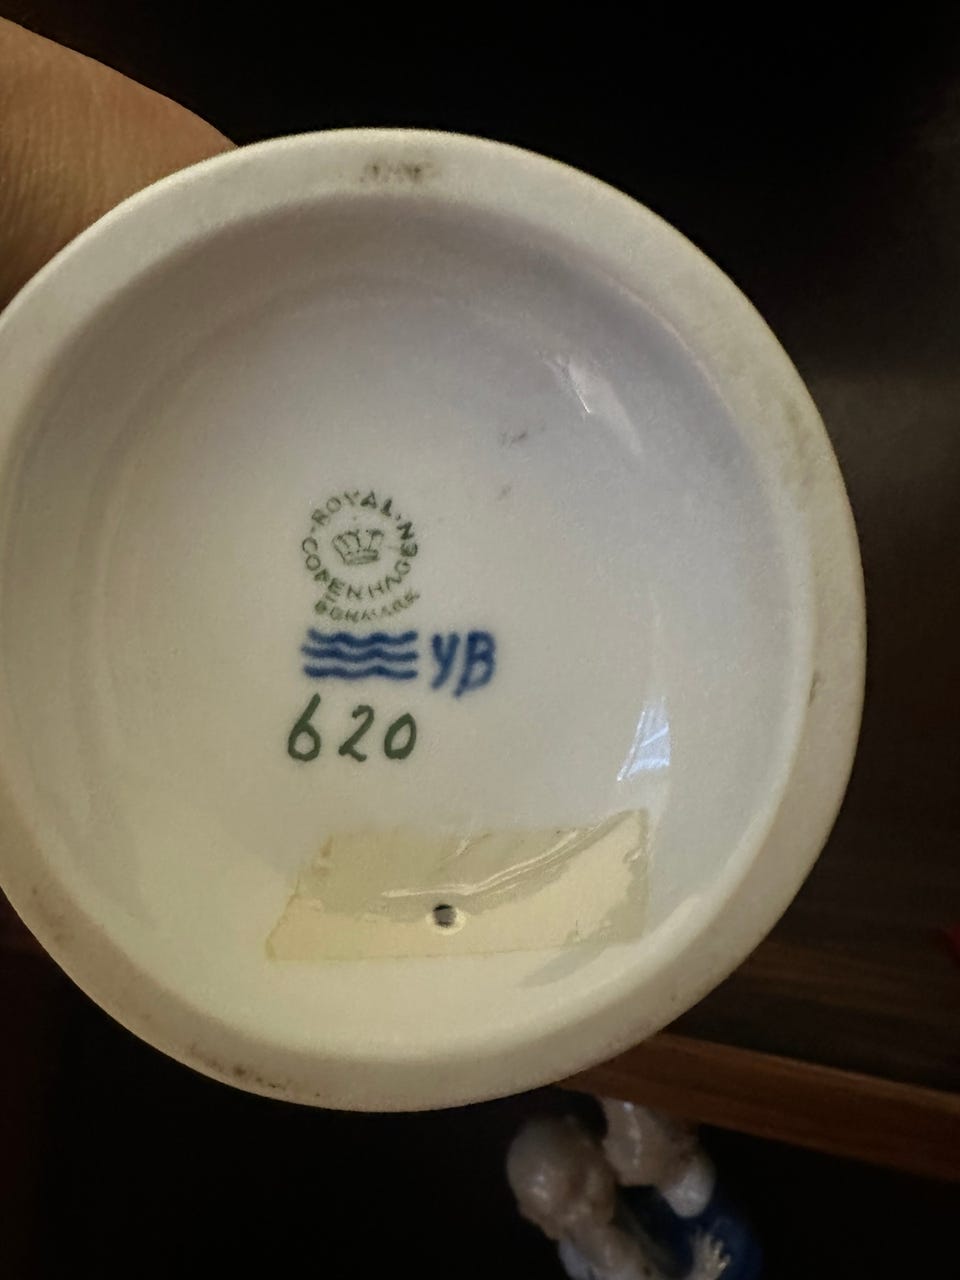 ROYAL COPENHAGEN
DENMARK
YB
620